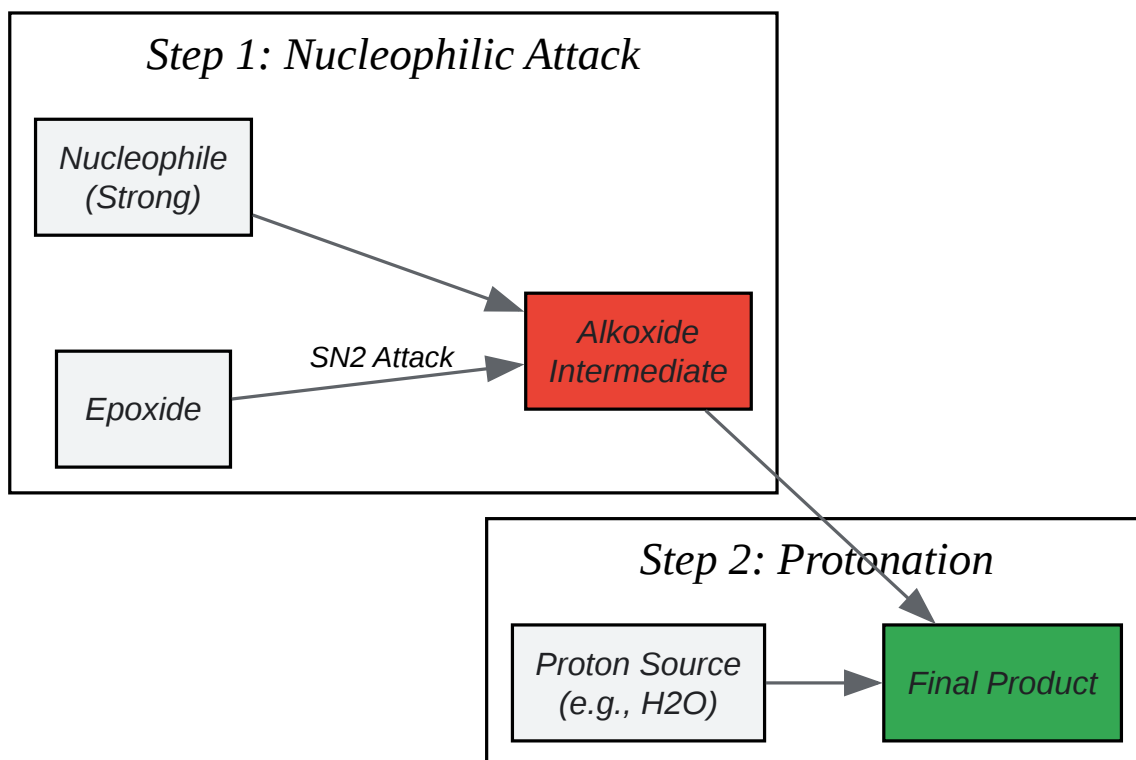 Step 1: Nucleophilic Attack
Nucleophile
(Strong)
Alkoxide
Intermediate
SN2 Attack
Epoxide
Step 2: Protonation
Proton Source
(e.g., H2O)
Final Product